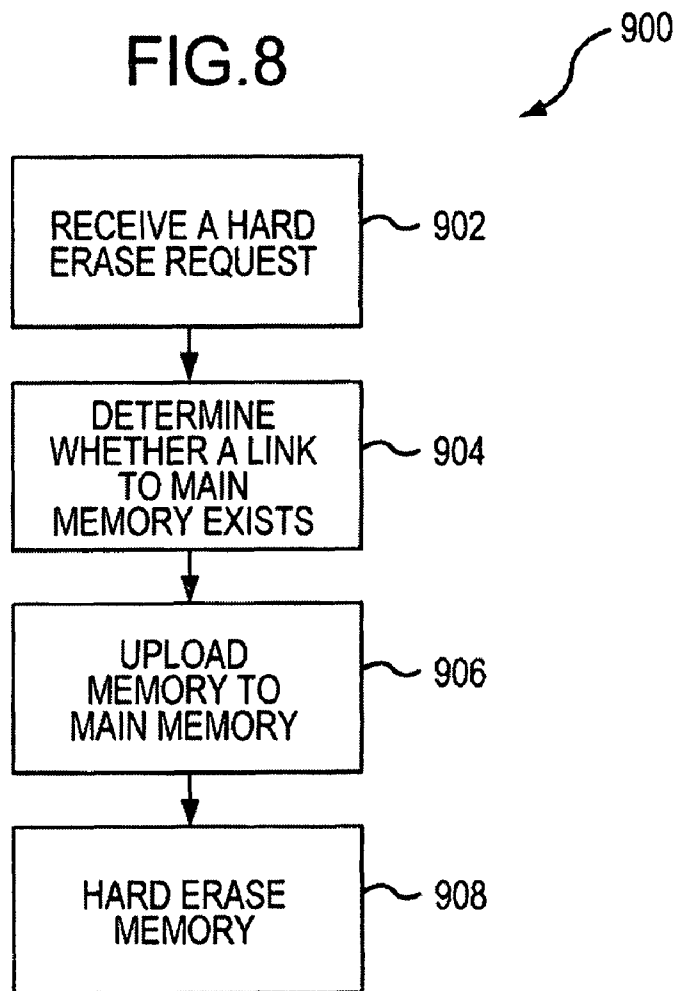 FIG.8
900
RECEIVE A HARD
ERASE REQUEST
902
DETERMINE
WHETHER A LINK
TO MAIN
MEMORY EXISTS
904
UPLOAD
MEMORY TO
MAIN MEMORY
906
HARD ERASE
MEMORY
908